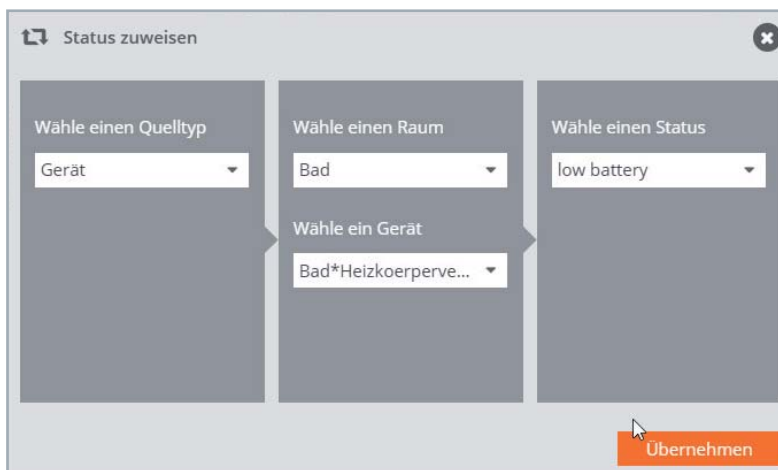 Status zuweisen
Wähle einen Quelltyp
Gerät
Wähle einen Raum
Bad
Wähle ein Gerät
Bad*Heizkoerperve...
Wähle einen Status
low battery
Übernehmen